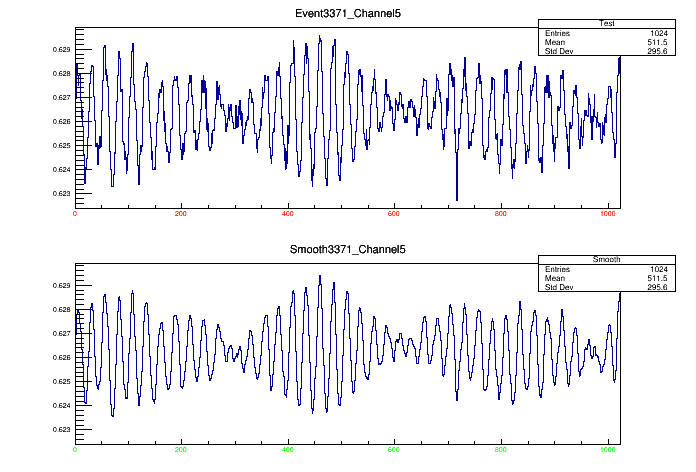 Event3371_Channel5
Test
Entries 1024
Mean 511.5
Std Dev 295.6
0.629
0.628
0.627
0.626
0.625
0.624
0.623
0 200 400 600 800 1000
Smooth3371_Channel5
Smooth
Entries 1024
Mean 511.5
Std Dev 295.6
0.629
0.628
0.627
0.626
0.625
0.624
0.623
0 200 400 600 800 1000